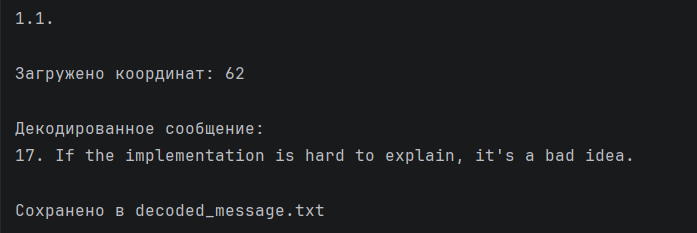 1.1.
Загружено координат: 62
Декодированное сообщение:
17. If the implementation is hard to explain, it's a bad idea.
Сохранено в decoded_message.txt